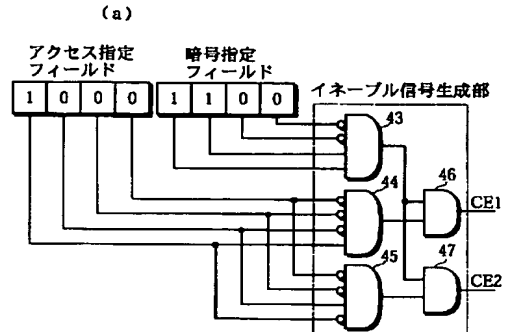 (a)
アクセス指定
フィールド
暗号指定
フィールド
1 0 0 0
1 1 0 0
イネーブル信号生成部
43
44
45
46
CE1
47
CE2